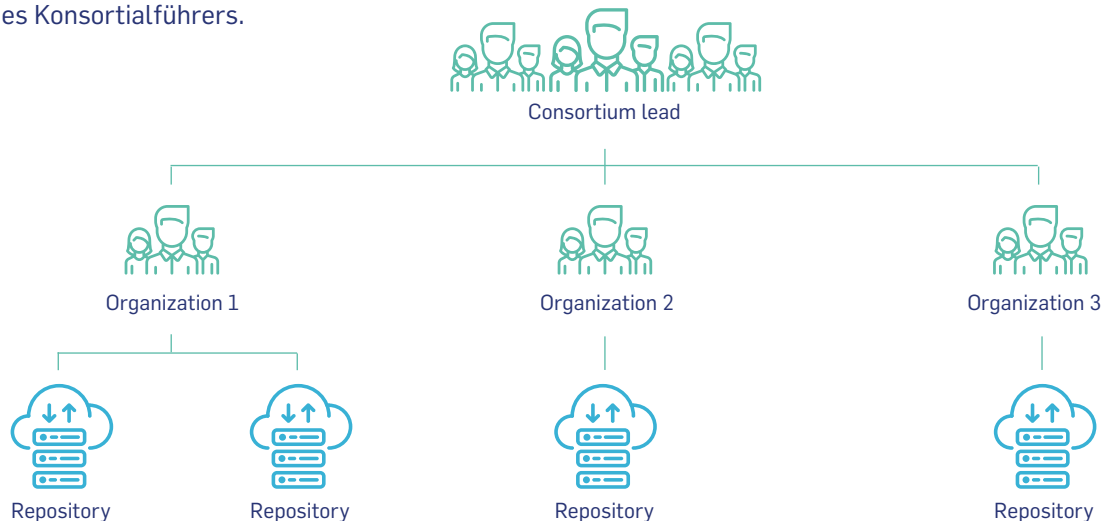 es Konsortialführers.
Consortium lead
Organization 1 Organization 2 Organization 3
Repository Repository Repository Repository